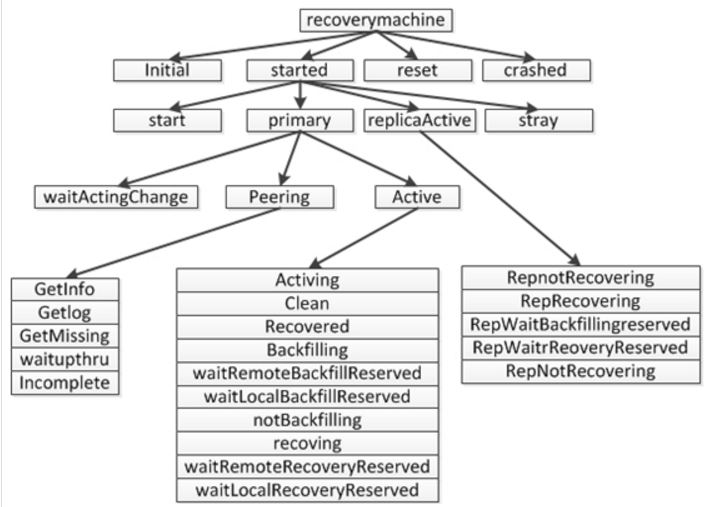 recoverymachine
Initial
started
reset
crashed
start
primary
replicaActive
stray
waitActingChange
Peering
Active
GetInfo
Getlog
GetMissing
waitupthru
Incomplete
Activing
Clean
Recovered
Backfilling
waitRemoteBackfillReserved
waitLocalBackfillReserved
notBackfilling
recoving
waitRemoteRecoveryReserved
waitLocalRecoveryReserved
RepnotRecovering
RepRecovering
RepWaitBackfillingreserved
RepWaitrReoveryReserved
RepNotRecovering